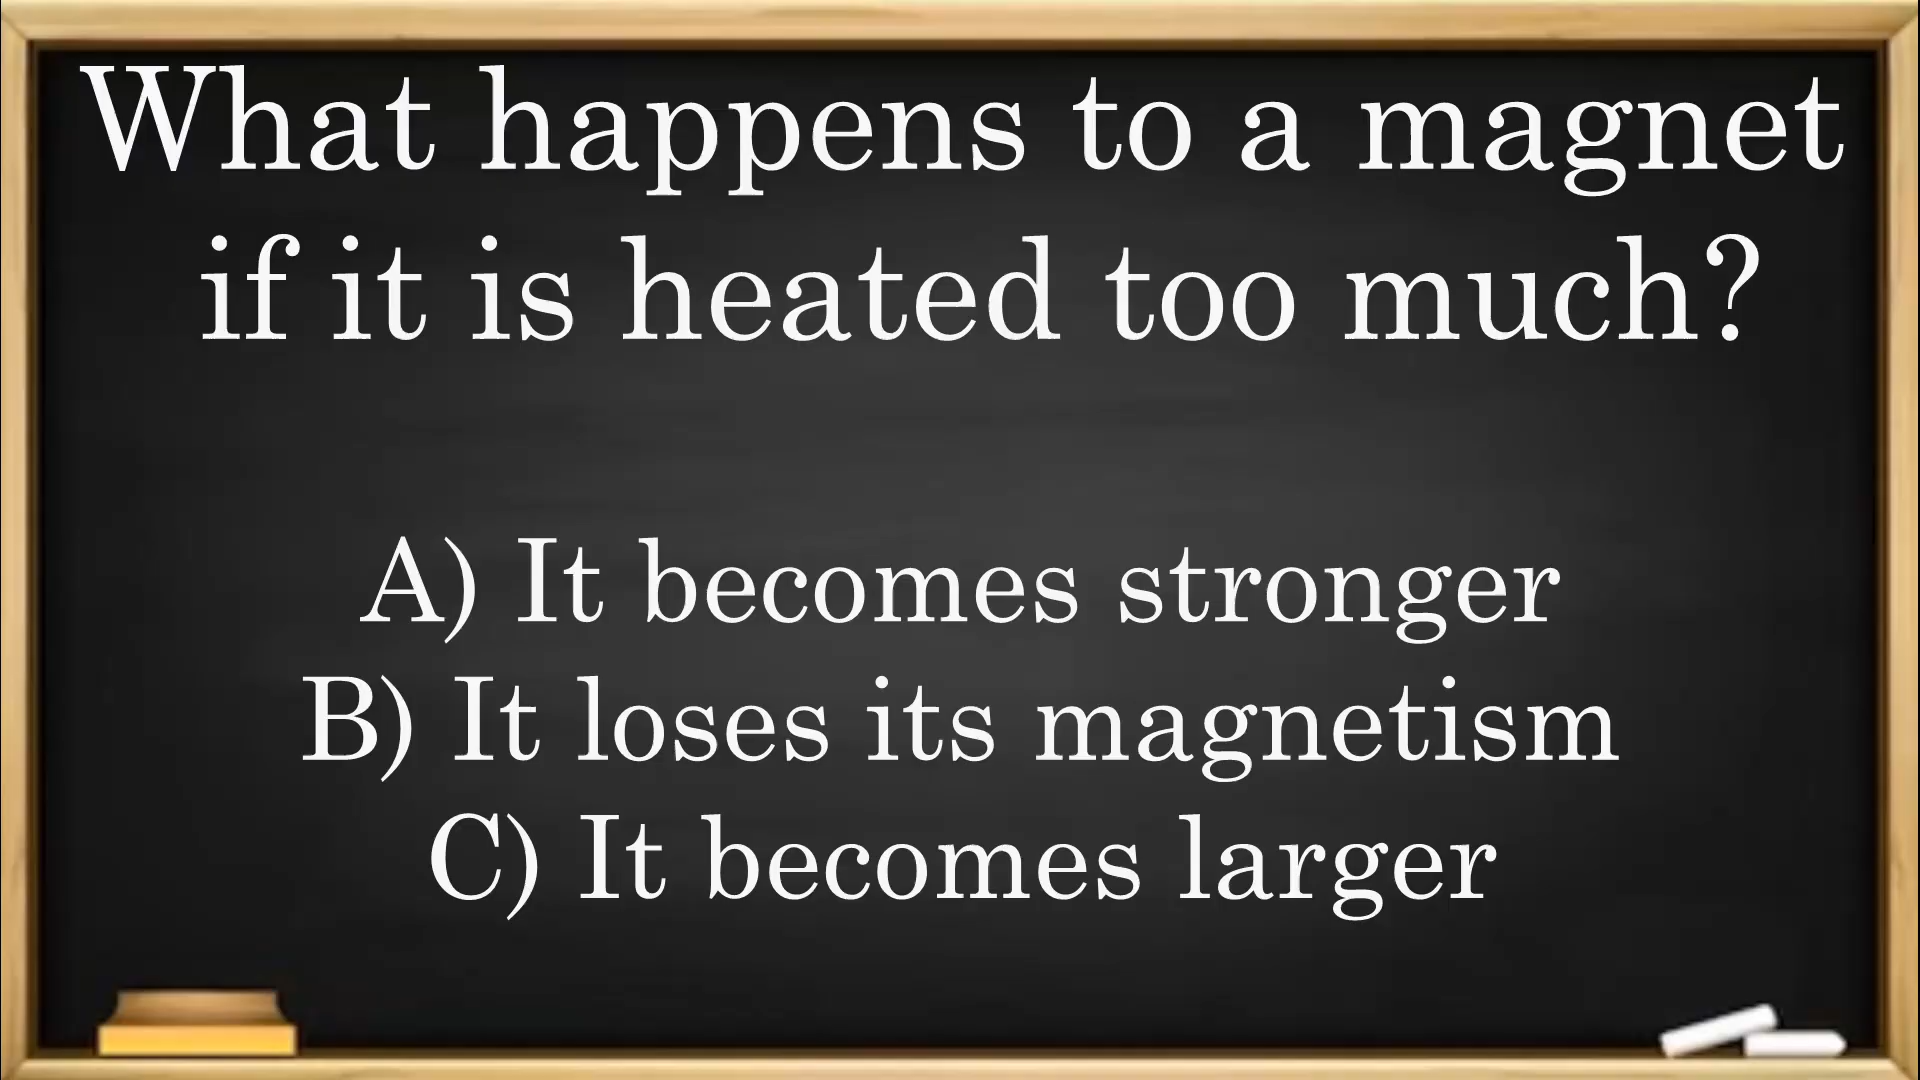 What happens to a magnet
if it is heated too much?
A) It becomes stronger
B) It loses its magnetism
C) It becomes larger